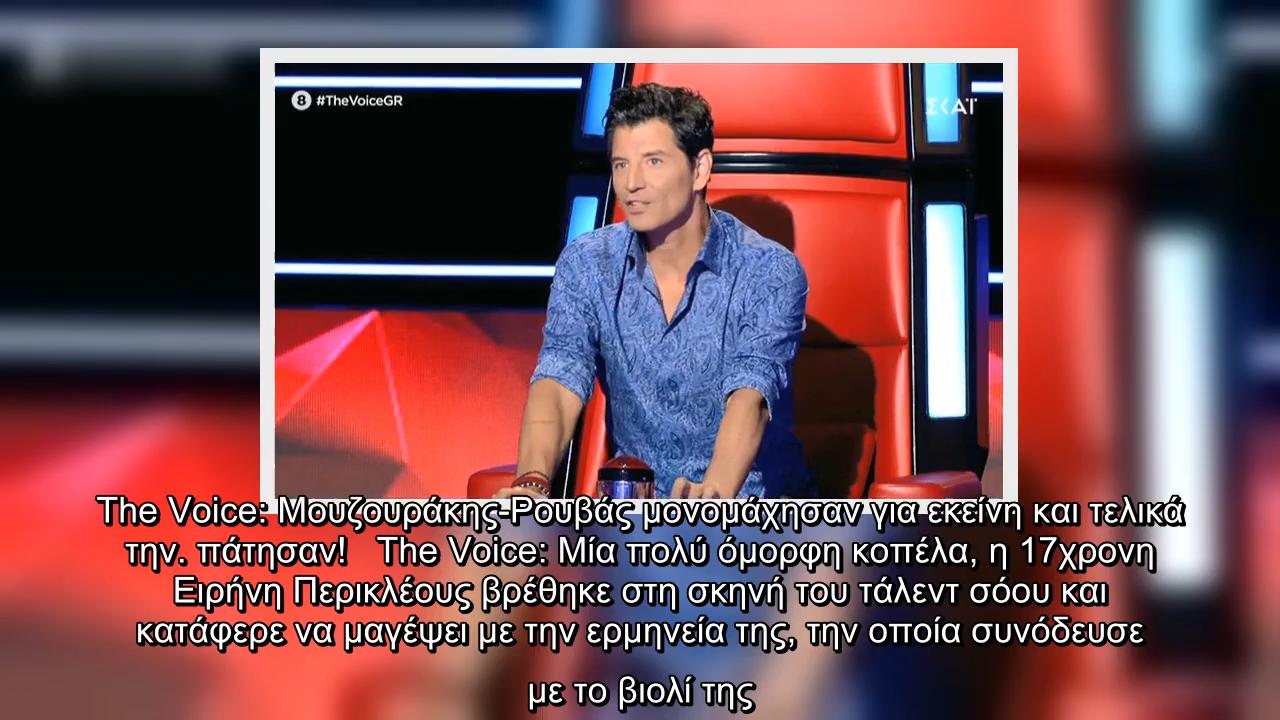 8 #TheVoiceGR
ΣΚΑΪ
The Voice: Μουζουράκης-Ρουβάς μονομάχησαν για εκείνη και τελικά
την. πάτησαν! The Voice: Μία πολύ όμορφη κοπέλα, η 17χρονη
Ειρήνη Περικλέους βρέθηκε στη σκηνή του τάλεντ σόου και
κατάφερε να μαγέψει με την ερμηνεία της, την οποία συνόδευσε
με το βιολί της